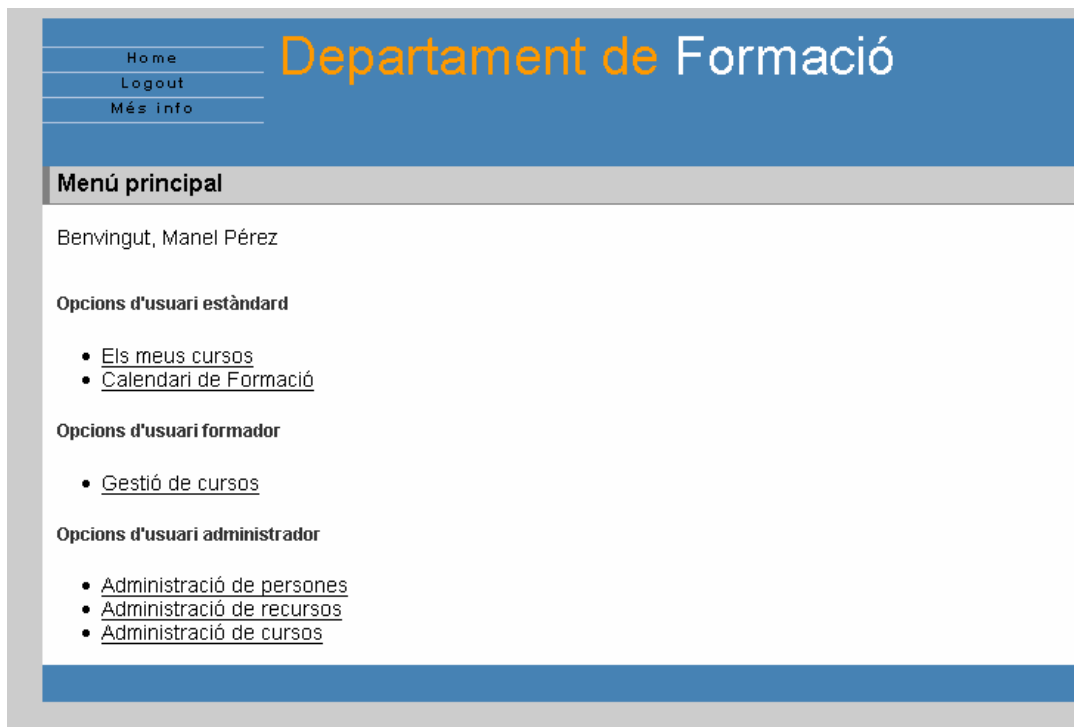 Home
Logout
Més info
Departament de Formació
Menú principal
Benvingut, Manel Pérez
Opcions d'usuari estàndard
Els meus cursos
Calendari de Formació
Opcions d'usuari formador
Gestió de cursos
Opcions d'usuari administrador
Administració de persones
Administració de recursos
Administració de cursos